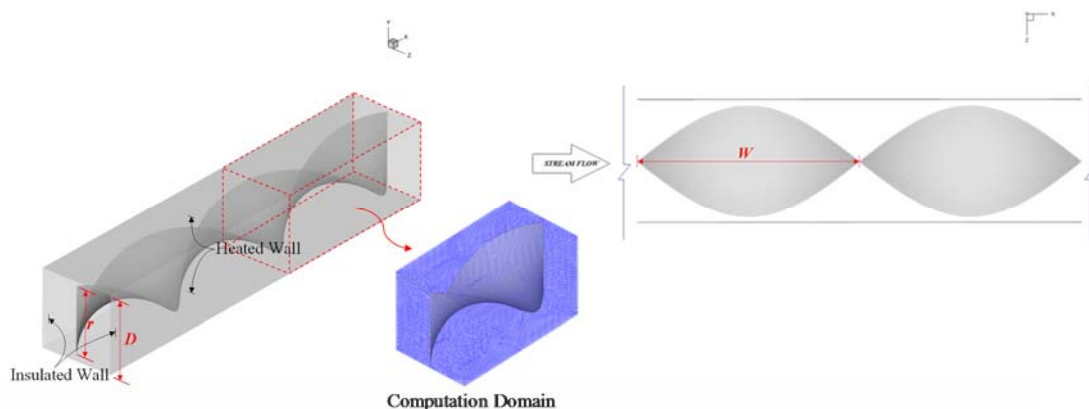 Y
X
Z
X
Z
STREAM FLOW
W
Heated Wall
r
D
Insulated Wall
Computation Domain